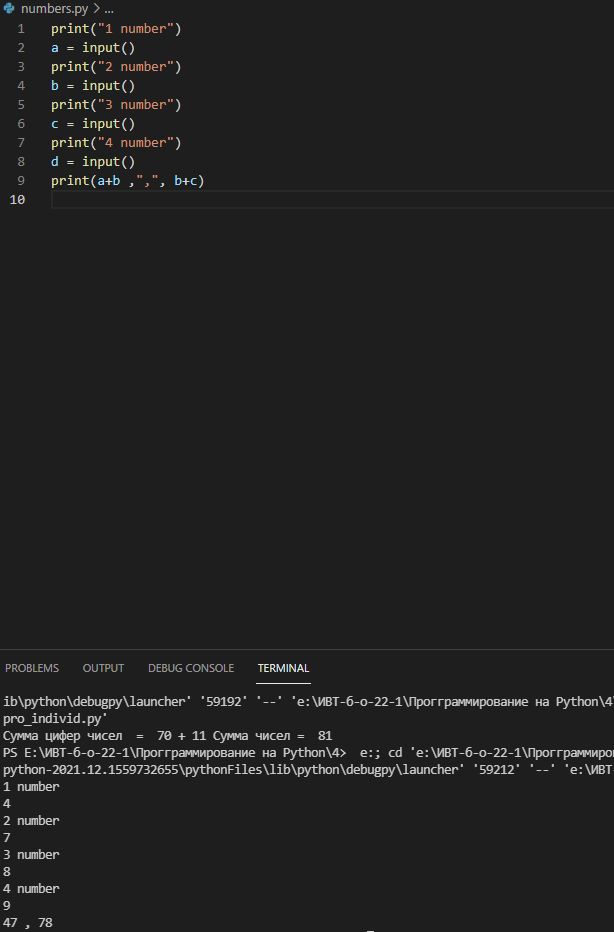 numbers.py > ...
1 print("1 number")
2 a = input()
3 print("2 number")
4 b = input()
5 print("3 number")
6 c = input()
7 print("4 number")
8 d = input()
9 print(a+b ,",", b+c)
10
PROBLEMS OUTPUT DEBUG CONSOLE TERMINAL
ib\python\debugpy\launcher' '59192' '--' 'e:\ИВТ-б-о-22-1\Прогграммирование на Python\4\
pro_individ.py'
Сумма цифер чисел  =  70 + 11 Сумма чисел =  81
PS E:\ИВТ-б-о-22-1\Прогграммирование на Python\4>  e:; cd 'e:\ИВТ-б-о-22-1\Прогграммиро
python-2021.12.1559732655\pythonFiles\lib\python\debugpy\launcher' '59212' '--' 'e:\ИВТ-
1 number
4
2 number
7
3 number
8
4 number
9
47 , 78